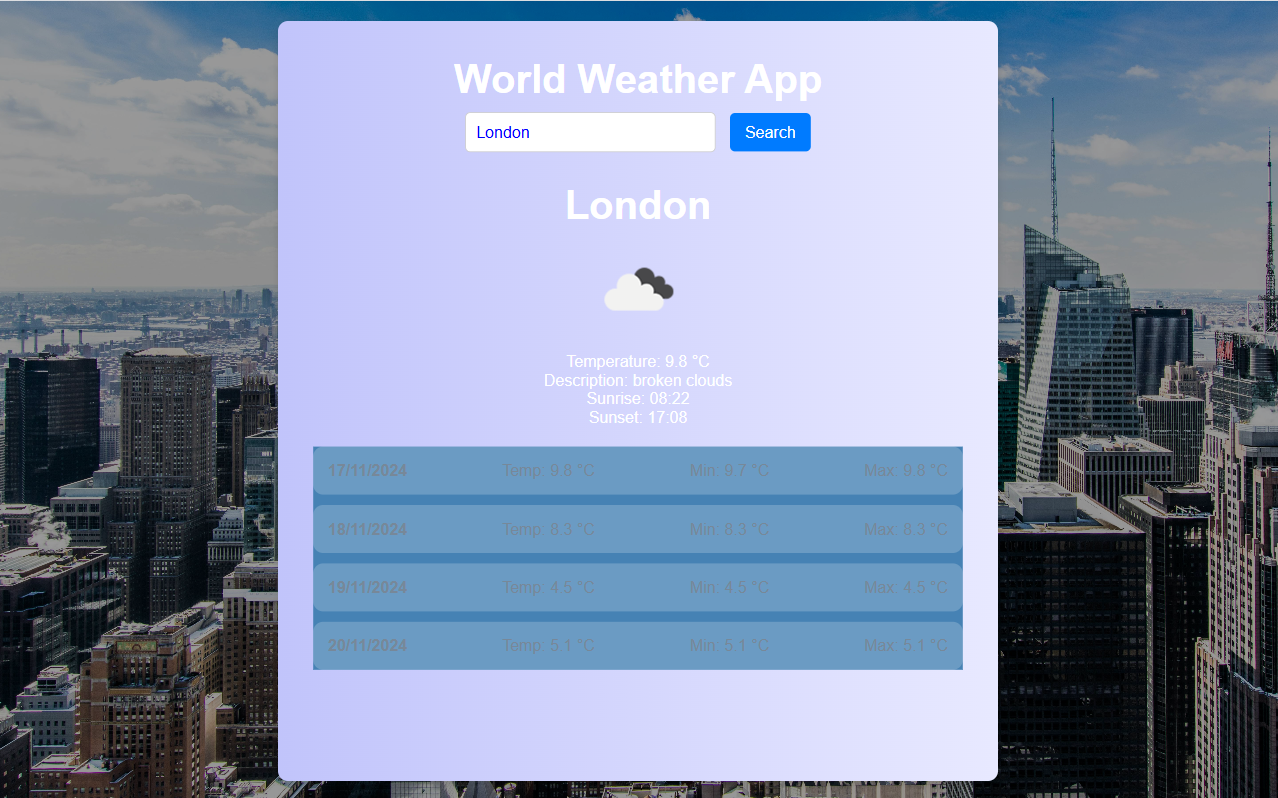 World Weather App
London Search
London
Temperature: 9.8 °C
Description: broken clouds
Sunrise: 08:22
Sunset: 17:08
17/11/2024 Temp: 9.8 °C Min: 9.7 °C Max: 9.8 °C
18/11/2024 Temp: 8.3 °C Min: 8.3 °C Max: 8.3 °C
19/11/2024 Temp: 4.5 °C Min: 4.5 °C Max: 4.5 °C
20/11/2024 Temp: 5.1 °C Min: 5.1 °C Max: 5.1 °C